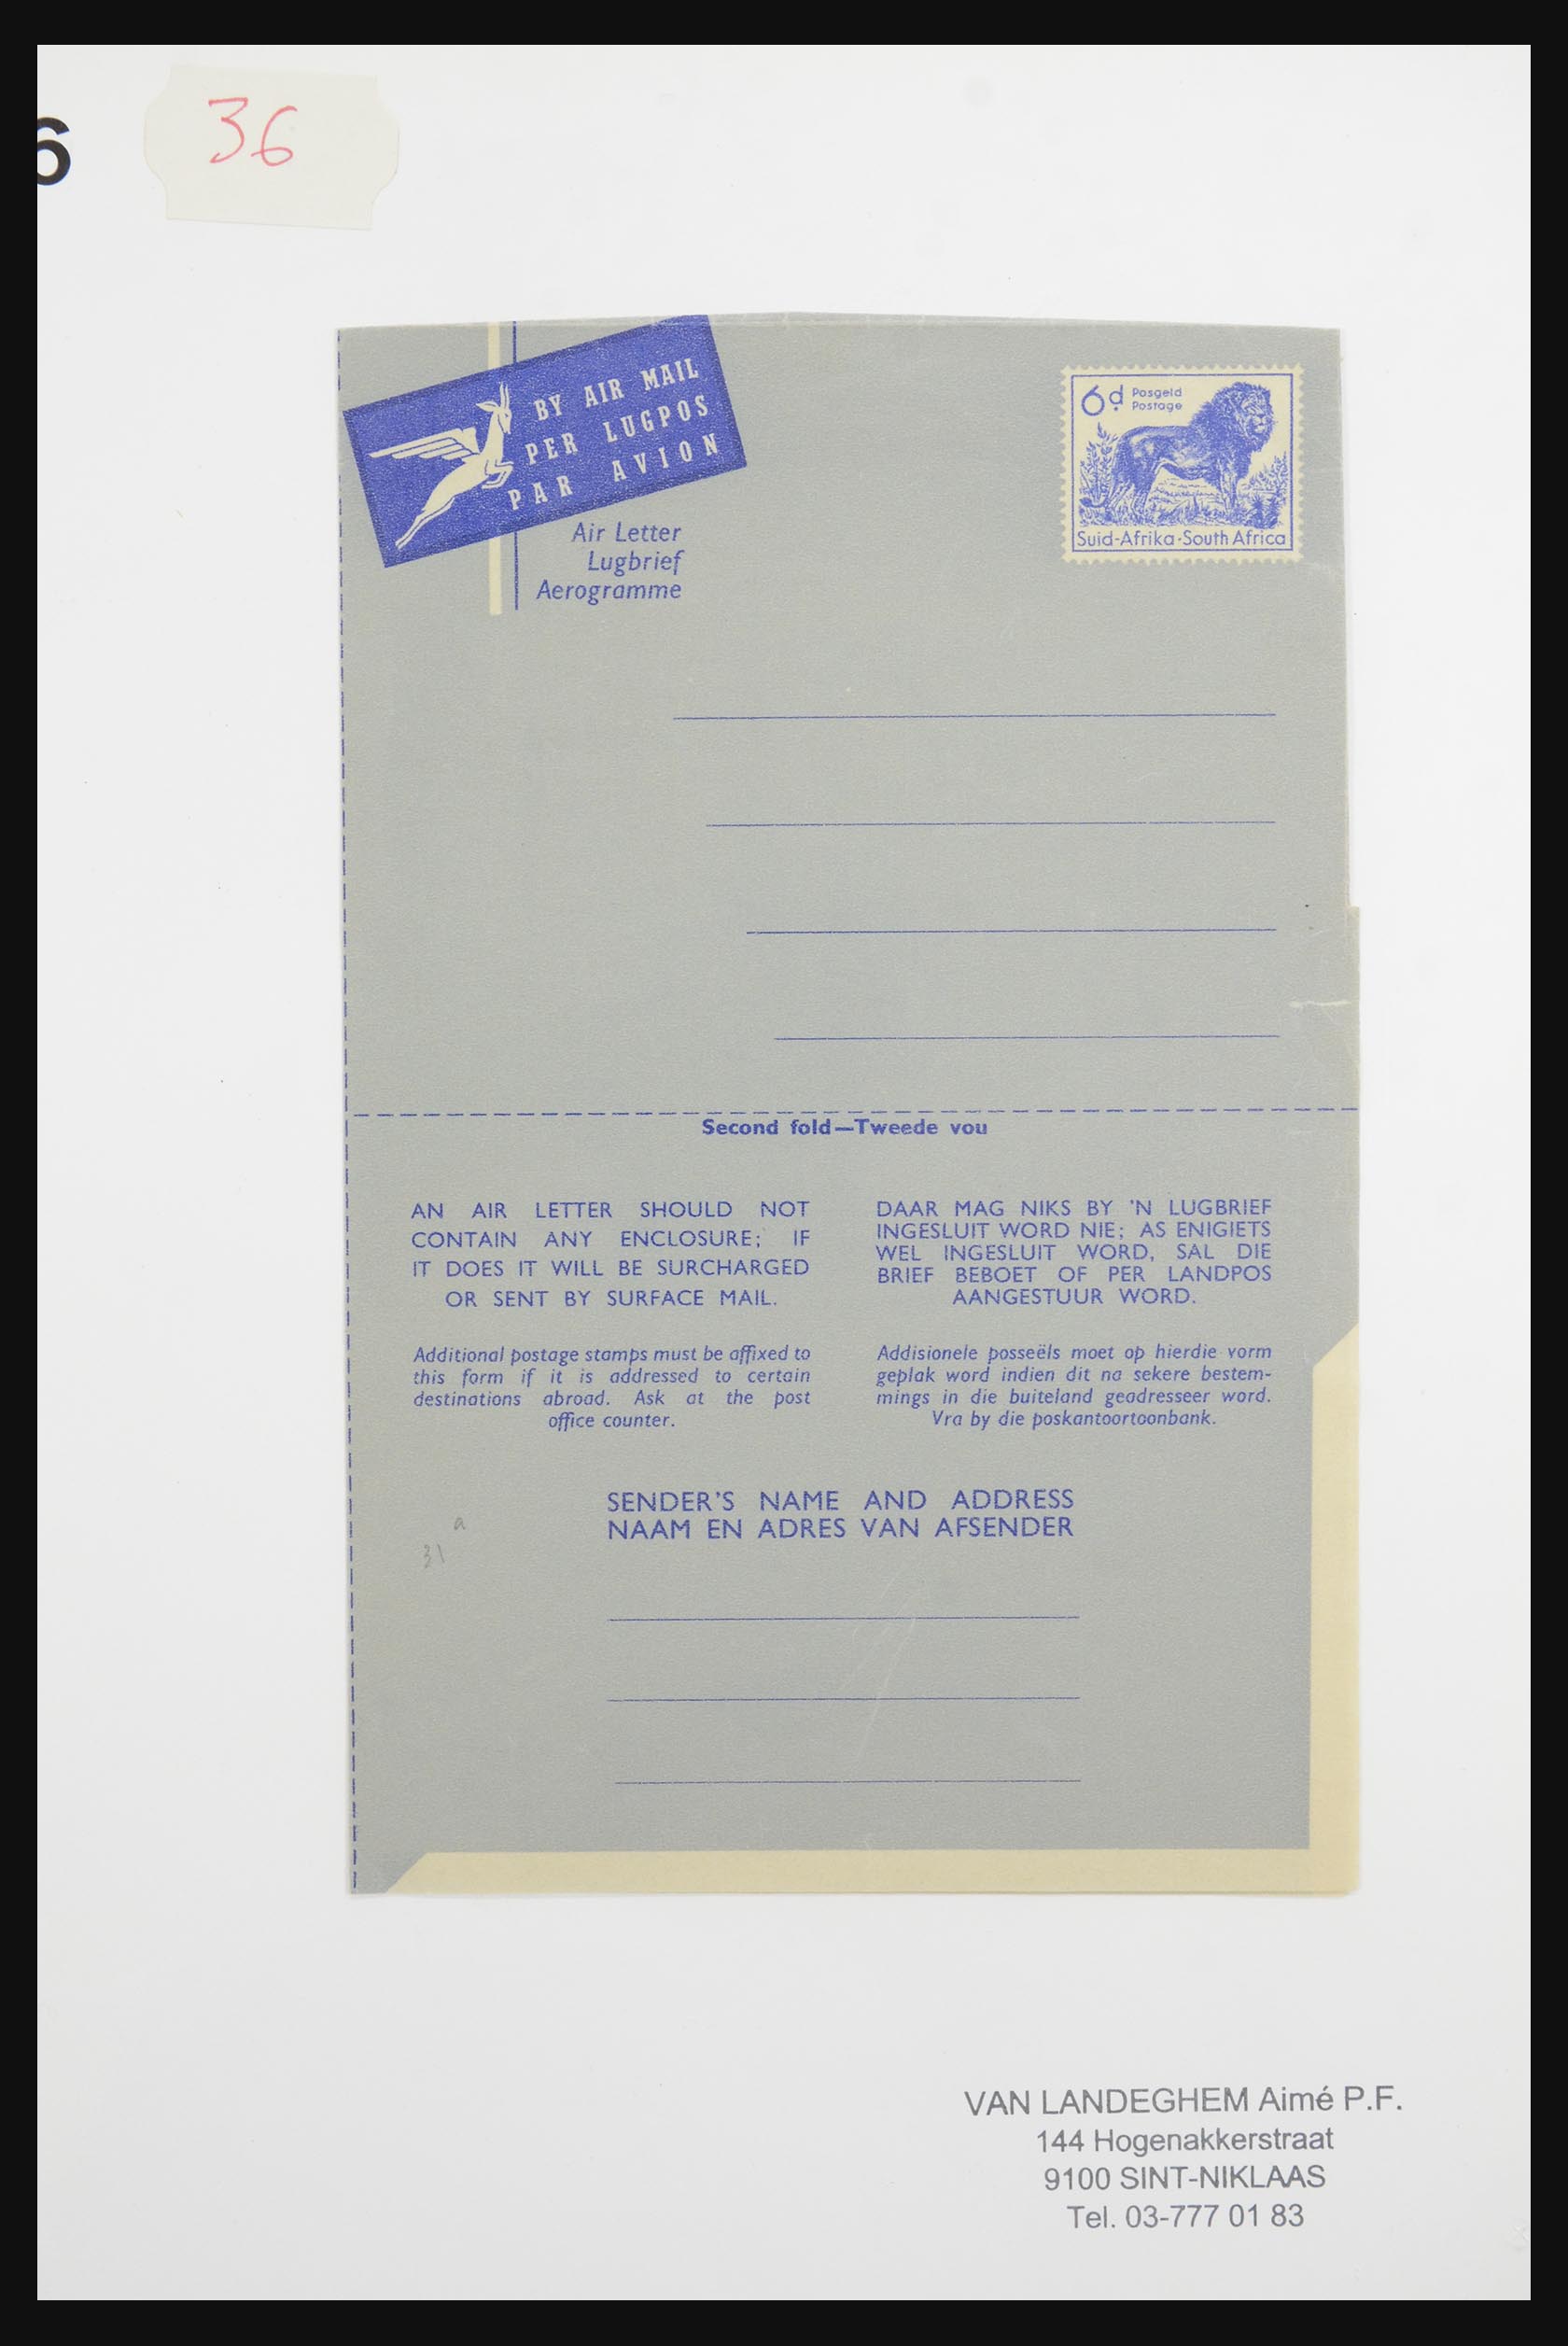 6
36
BY AIR MAIL
PER LUGPOS
PAR AVION
6d Posgeld
Postage
Suid-Afrika·South Africa
Air Letter
Lugbrief
Aerogramme
Second fold—Tweede vou
AN AIR LETTER SHOULD NOT
CONTAIN ANY ENCLOSURE; IF
IT DOES IT WILL BE SURCHARGED
OR SENT BY SURFACE MAIL.
DAAR MAG NIKS BY 'N LUGBRIEF
INGESLUIT WORD NIE; AS ENIGIETS
WEL INGESLUIT WORD, SAL DIE
BRIEF BEBOET OF PER LANDPOS
AANGESTUUR WORD.
Additional postage stamps must be affixed to
this form if it is addressed to certain
destinations abroad. Ask at the post
office counter.
Addisionele posseëls moet op hierdie vorm
geplak word indien dit na sekere bestem-
mings in die buiteland geadresseer word.
Vra by die poskantoortoonbank.
SENDER'S NAME AND ADDRESS
NAAM EN ADRES VAN AFSENDER
a
31
VAN LANDEGHEM Aimé P.F.
144 Hogenakkerstraat
9100 SINT-NIKLAAS
Tel. 03-777 01 83